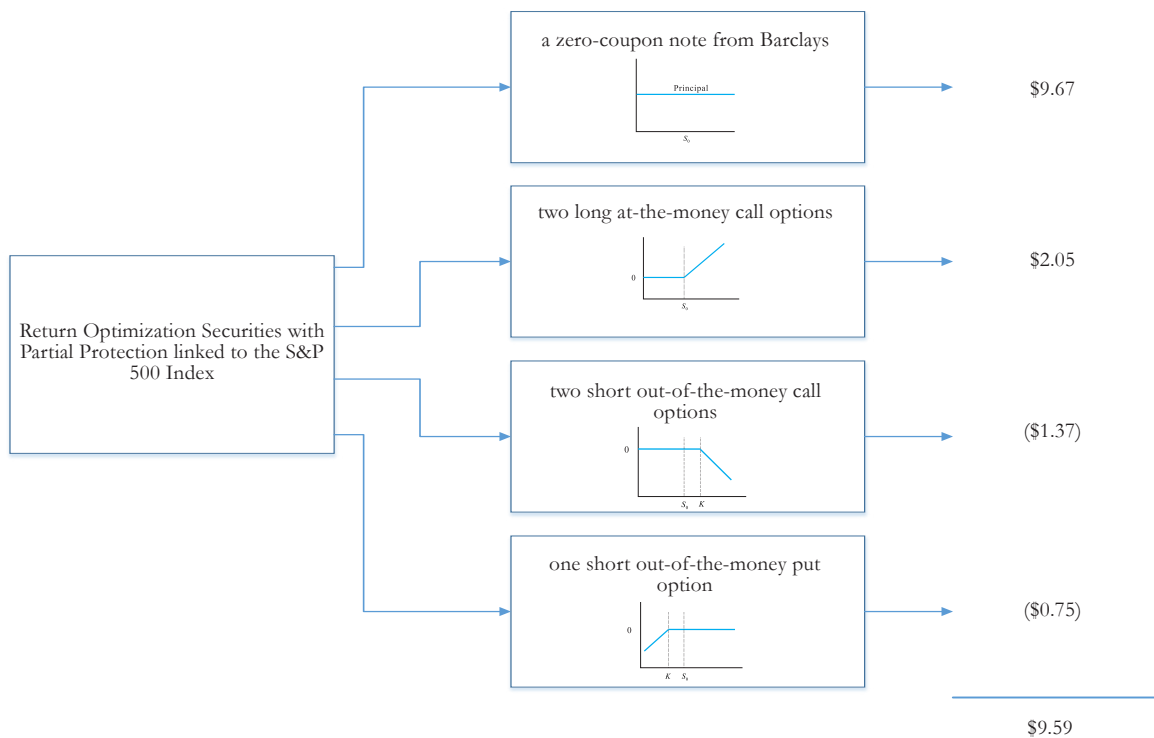 a zero-coupon note from Barclays
Principal
S₀
$9.67
two long at-the-money call options
0
S₀
$2.05
Return Optimization Securities with
Partial Protection linked to the S&P
500 Index
two short out-of-the-money call
options
0
S₀ K
($1.37)
one short out-of-the-money put
option
0
K S₀
($0.75)
$9.59